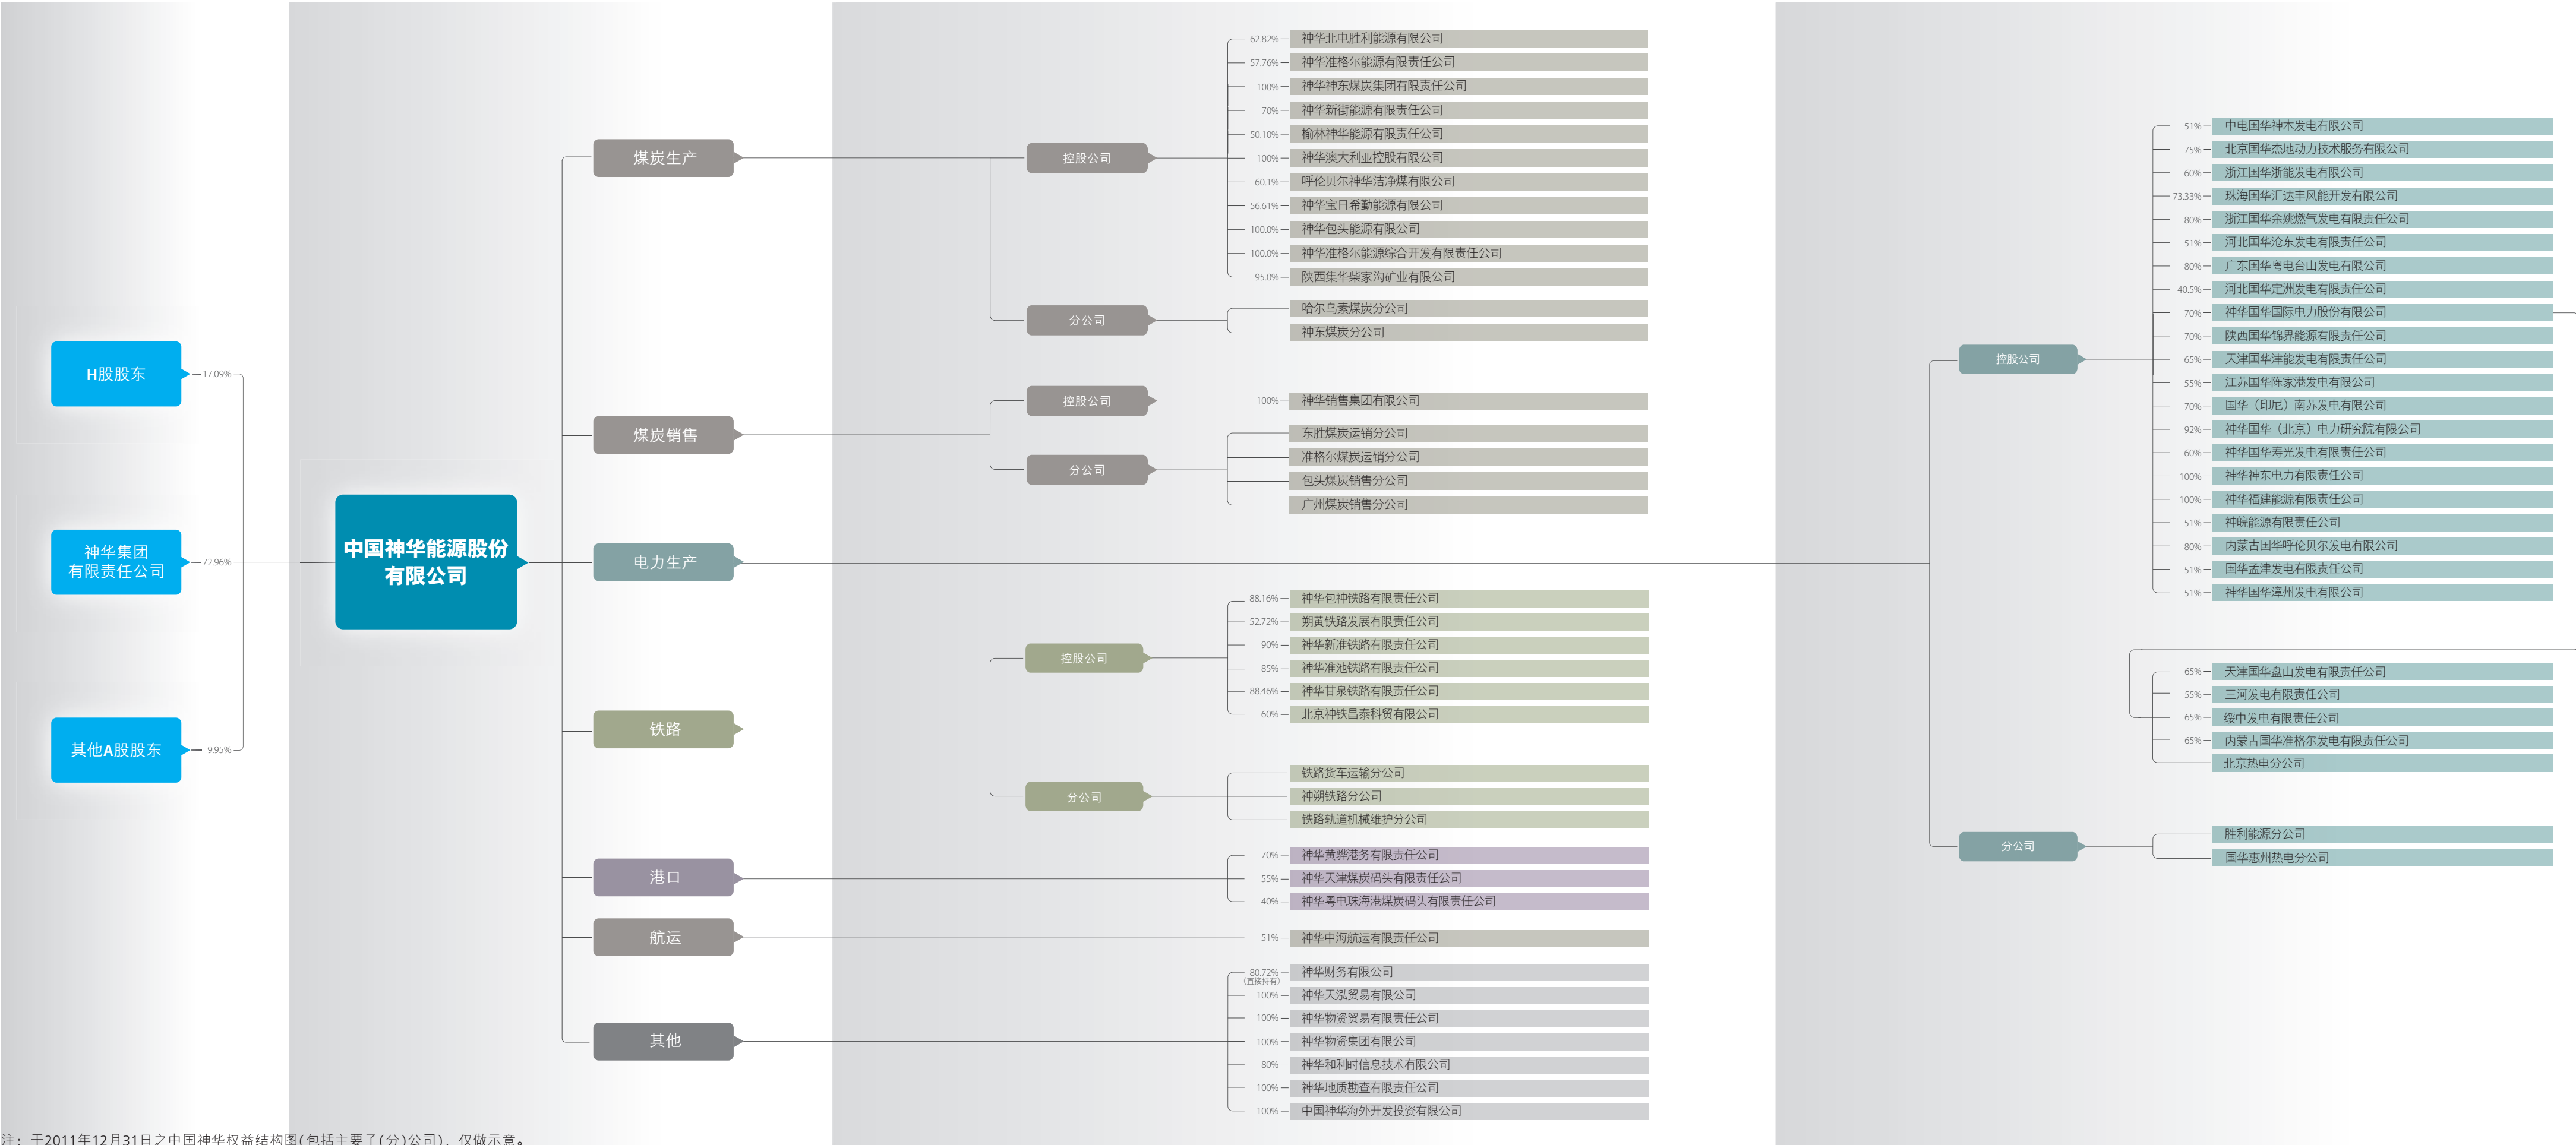 H股股东
17.09%
神华集团
有限责任公司
72.96%
其他A股股东
9.95%
中国神华能源股份
有限公司
煤炭生产
控股公司
62.82%
神华北电胜利能源有限公司
57.76%
神华准格尔能源有限责任公司
100%
神华神东煤炭集团有限责任公司
70%
神华新街能源有限责任公司
50.10%
榆林神华能源有限责任公司
100%
神华澳大利亚控股有限公司
60.1%
呼伦贝尔神华洁净煤有限公司
56.61%
神华宝日希勤能源有限公司
100.0%
神华包头能源有限公司
100.0%
神华准格尔能源综合开发有限责任公司
95.0%
陕西集华柴家沟矿业有限公司
分公司
哈尔乌素煤炭分公司
神东煤炭分公司
煤炭销售
控股公司
100%
神华销售集团有限公司
分公司
东胜煤炭运销分公司
准格尔煤炭运销分公司
包头煤炭销售分公司
广州煤炭销售分公司
电力生产
控股公司
51%
中电国华神木发电有限公司
75%
北京国华杰地动力技术服务有限公司
60%
浙江国华浙能发电有限公司
73.33%
珠海国华汇达丰风能开发有限公司
80%
浙江国华余姚燃气发电有限责任公司
51%
河北国华沧东发电有限责任公司
80%
广东国华粤电台山发电有限公司
40.5%
河北国华定洲发电有限责任公司
70%
神华国华国际电力股份有限公司
70%
陕西国华锦界能源有限责任公司
65%
天津国华津能发电有限责任公司
55%
江苏国华陈家港发电有限公司
70%
国华（印尼）南苏发电有限公司
92%
神华国华（北京）电力研究院有限公司
60%
神华国华寿光发电有限责任公司
100%
神华神东电力有限责任公司
100%
神华福建能源有限责任公司
51%
神皖能源有限责任公司
80%
内蒙古国华呼伦贝尔发电有限公司
51%
国华孟津发电有限责任公司
51%
神华国华漳州发电有限公司
65%
天津国华盘山发电有限责任公司
55%
三河发电有限责任公司
65%
绥中发电有限责任公司
65%
内蒙古国华准格尔发电有限责任公司
北京热电分公司
分公司
胜利能源分公司
国华惠州热电分公司
铁路
控股公司
88.16%
神华包神铁路有限责任公司
52.72%
朔黄铁路发展有限责任公司
90%
神华新准铁路有限责任公司
85%
神华准池铁路有限责任公司
88.46%
神华甘泉铁路有限责任公司
60%
北京神铁昌泰科贸有限公司
分公司
铁路货车运输分公司
神朔铁路分公司
铁路轨道机械维护分公司
港口
70%
神华黄骅港务有限责任公司
55%
神华天津煤炭码头有限责任公司
40%
神华粤电珠海港煤炭码头有限责任公司
航运
51%
神华中海航运有限责任公司
其他
80.72%
（直接持有）
神华财务有限公司
100%
神华天泓贸易有限公司
100%
神华物资贸易有限责任公司
100%
神华物资集团有限公司
80%
神华和利时信息技术有限公司
100%
神华地质勘查有限责任公司
100%
中国神华海外开发投资有限公司
注：于2011年12月31日之中国神华权益结构图(包括主要子(分)公司)，仅做示意。